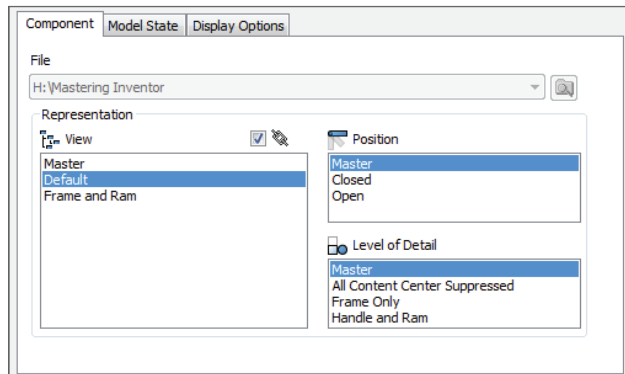 Component Model State Display Options
File
H:\Mastering Inventor
Representation
View
Master
Default
Frame and Ram
Position
Master
Closed
Open
Level of Detail
Master
All Content Center Suppressed
Frame Only
Handle and Ram